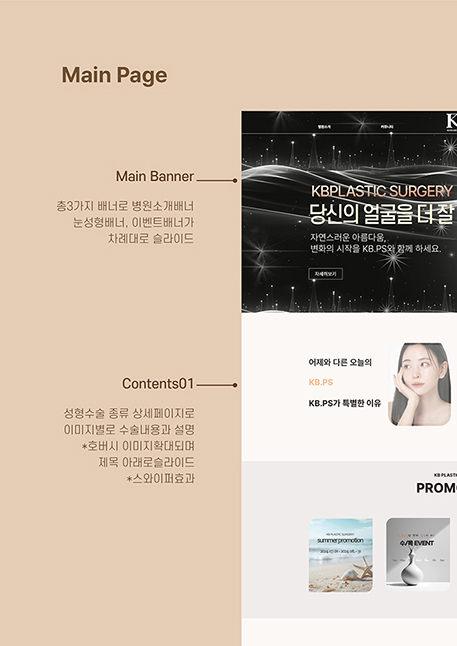 Main Page
Main Banner
총3가지 배너로 병원소개배너
눈성형배너, 이벤트배너가
차례대로 슬라이드
병원소개
커뮤니티
KBPLASTIC SURGERY
당신의 얼굴을 더 잘
자연스러운 아름다움,
변화의 시작을 KB.PS와 함께 하세요.
자세히보기
Contents01
성형수술 종류 상세페이지로
이미지별로 수술내용과 설명
*호버시 이미지확대되며
제목 아래로슬라이드
*스와이퍼효과
어제와 다른 오늘의
KB.PS
KB.PS가 특별한 이유
KB PLASTIC
PROMO
KB PLASTIC SURGERY
summer promotion
수/목 EVENT